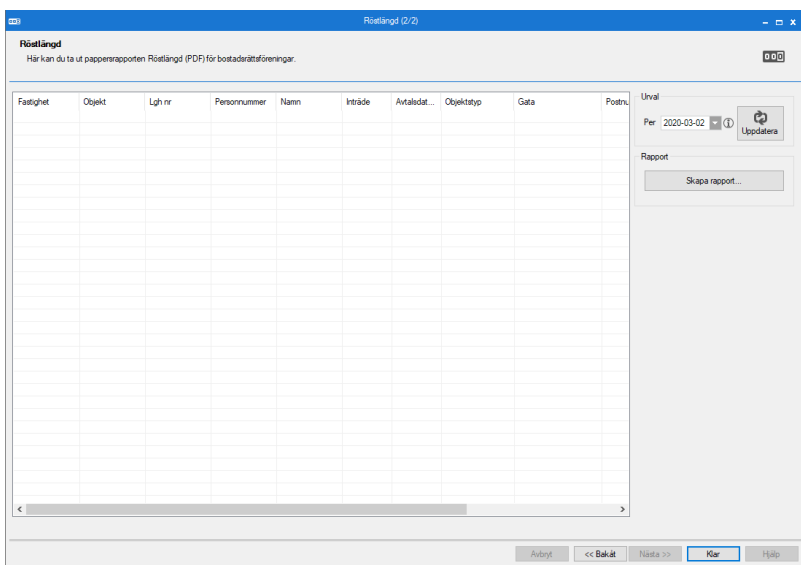 Röstlängd (2/2)
Röstlängd
Här kan du ta ut pappersrapporten Röstlängd (PDF) för bostadsrättsföreningar.
000
Fastighet Objekt Lgh nr Personnummer Namn Inträde Avtalsdat... Objektstyp Gata Postnu
Urval
Per 2020-03-02 Uppdatera
Rapport
Skapa rapport...
Avbryt << Bakåt Nästa >> Klar Hjälp